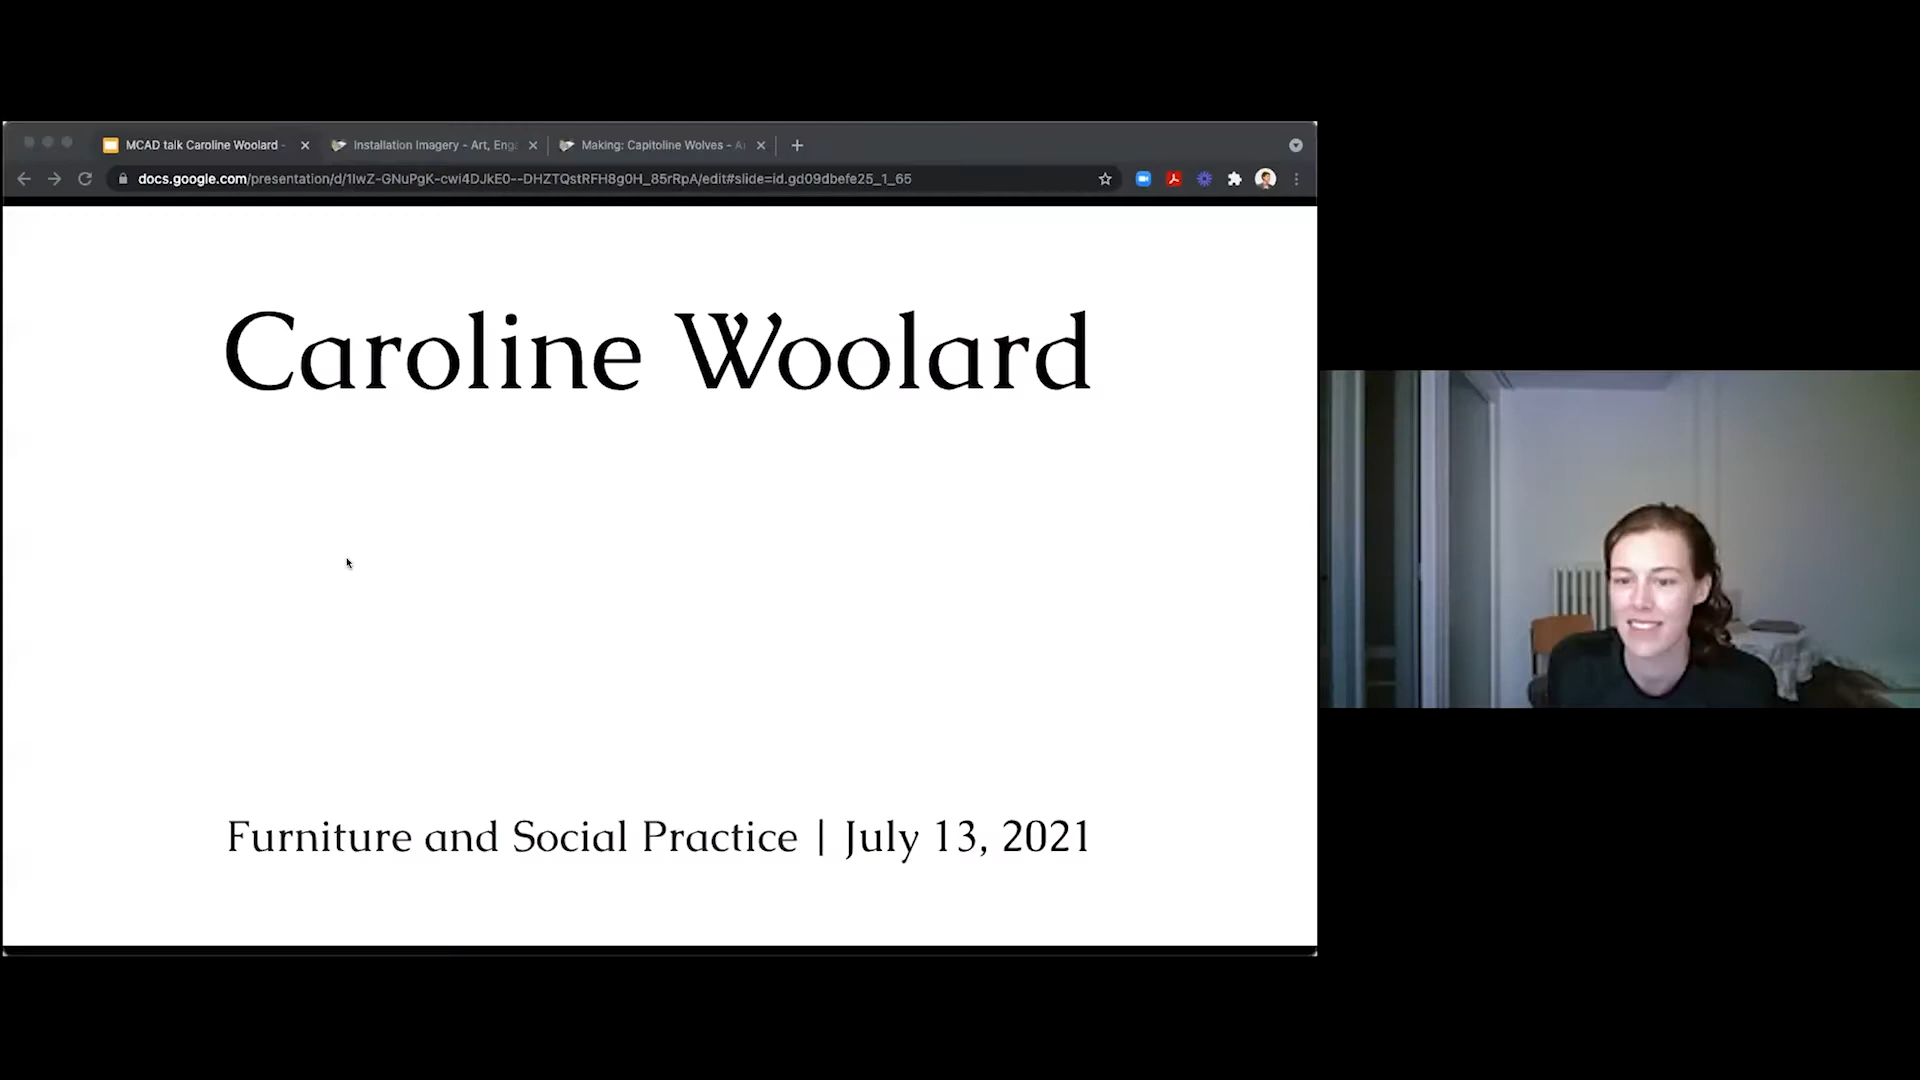 MCAD talk Caroline Woolard -
Installation Imagery - Art, Eng
Making: Capitoline Wolves - A
docs.google.com/presentation/d/1IwZ-GNuPgK-cwi4DJkE0--DHZTQstRFH8g0H_85rRpA/edit#slide=id.gd09dbefe25_1_65
Caroline Woolard
Furniture and Social Practice | July 13, 2021